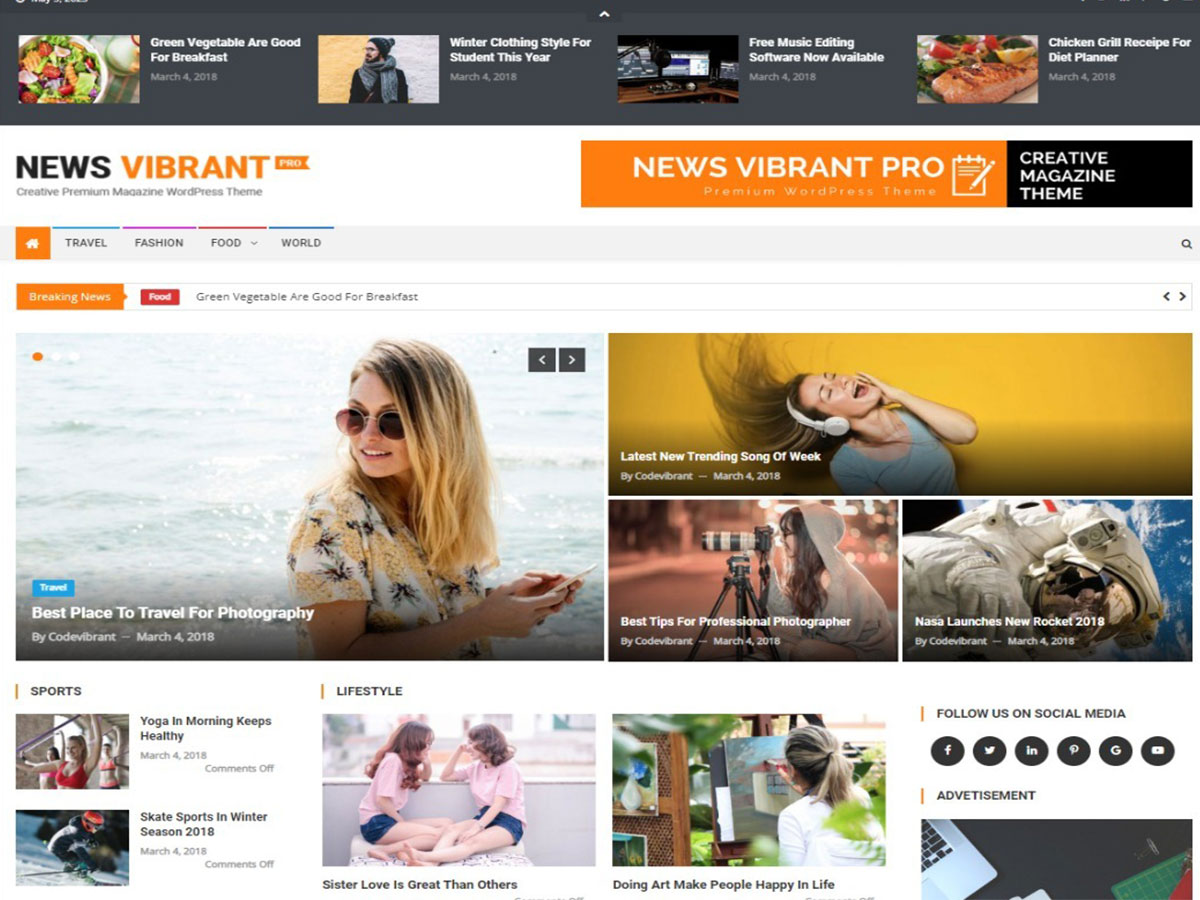 Green Vegetable Are Good
For Breakfast
March 4, 2018
Winter Clothing Style For
Student This Year
March 4, 2018
Free Music Editing
Software Now Available
March 4, 2018
Chicken Grill Receipe For
Diet Planner
March 4, 2018
NEWS VIBRANT PRO
Creative Premium Magazine WordPress Theme
NEWS VIBRANT PRO
Premium WordPress Theme
CREATIVE
MAGAZINE
THEME
TRAVEL FASHION FOOD WORLD
Breaking News Food Green Vegetable Are Good For Breakfast
Travel
Best Place To Travel For Photography
By Codevibrant — March 4, 2018
Latest New Trending Song Of Week
By Codevibrant — March 4, 2018
Best Tips For Professional Photographer
By Codevibrant — March 4, 2018
Nasa Launches New Rocket 2018
By Codevibrant — March 4, 2018
SPORTS
Yoga In Morning Keeps
Healthy
March 4, 2018
Comments Off
Skate Sports In Winter
Season 2018
March 4, 2018
Comments Off
LIFESTYLE
Sister Love Is Great Than Others
Doing Art Make People Happy In Life
FOLLOW US ON SOCIAL MEDIA
ADVETISEMENT